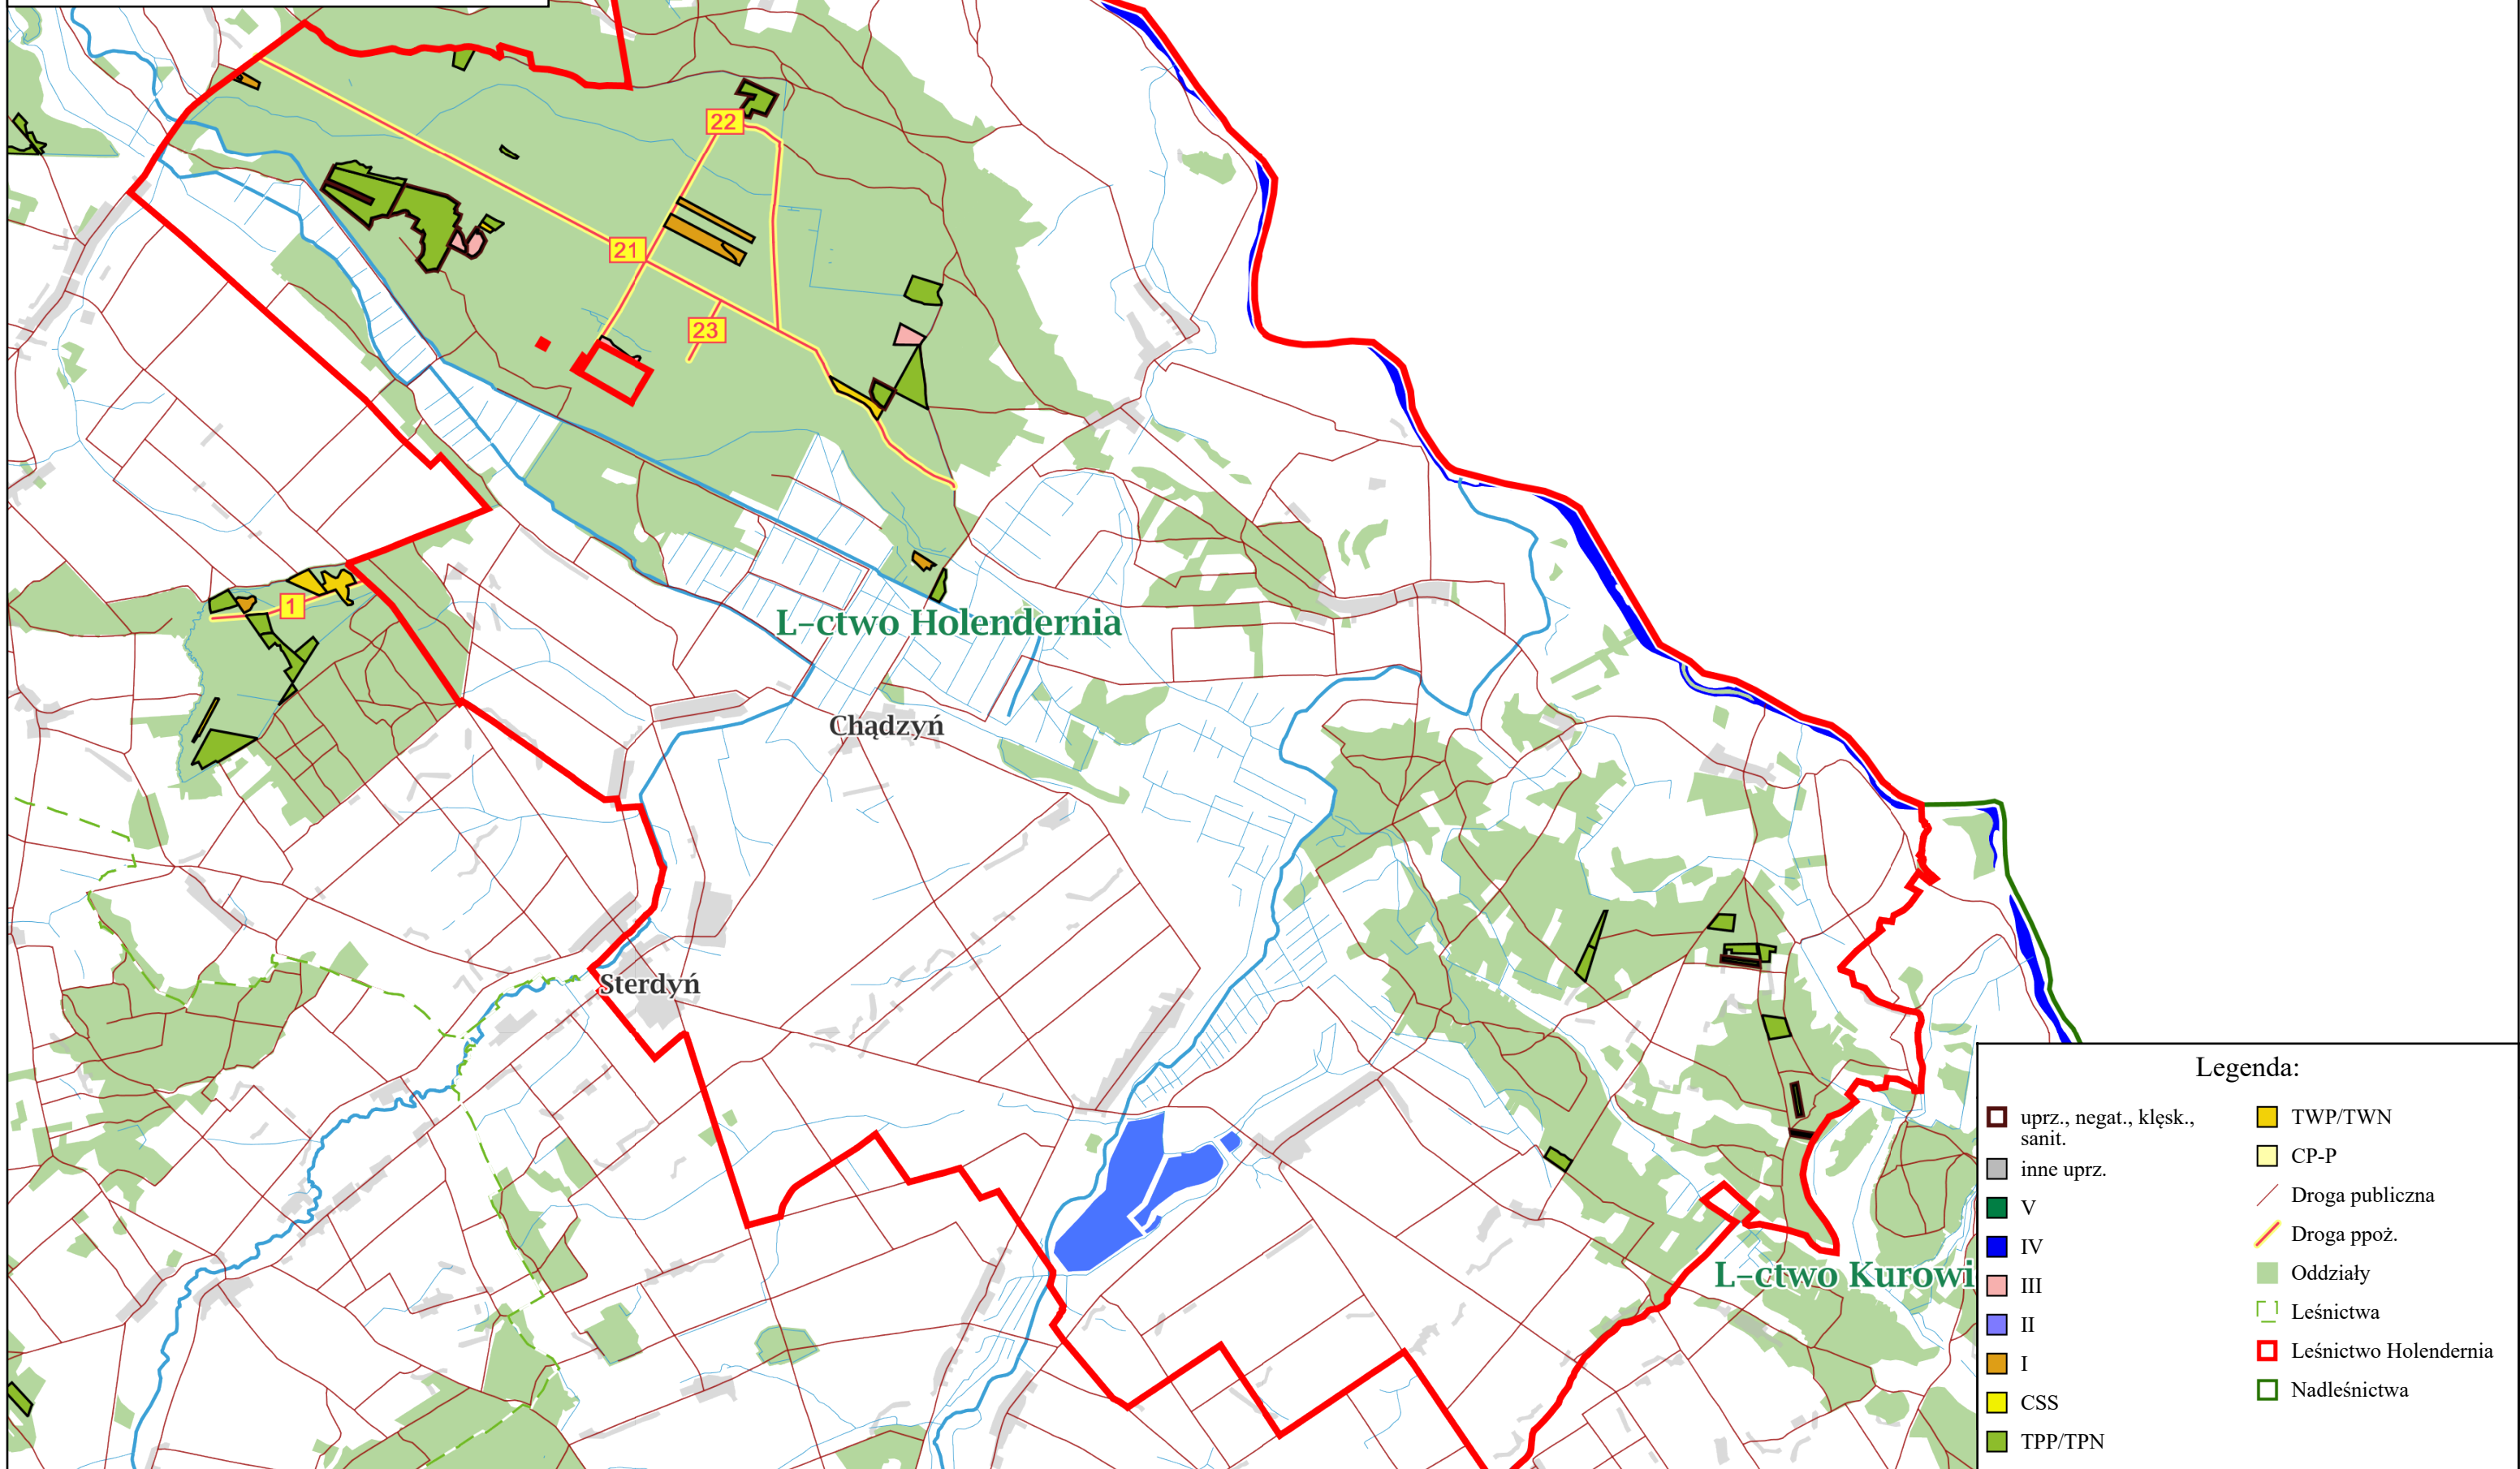 22
21
23
1
L-ctwo Holendernia
Chądzyń
Sterdyń
L-ctwo Kurowi
Legenda:
uprz., negat., klęsk.,
sanit.
inne uprz.
V
IV
III
II
I
CSS
TPP/TPN
TWP/TWN
CP-P
Droga publiczna
Droga ppoż.
Oddziały
Leśnictwa
Leśnictwo Holendernia
Nadleśnictwa